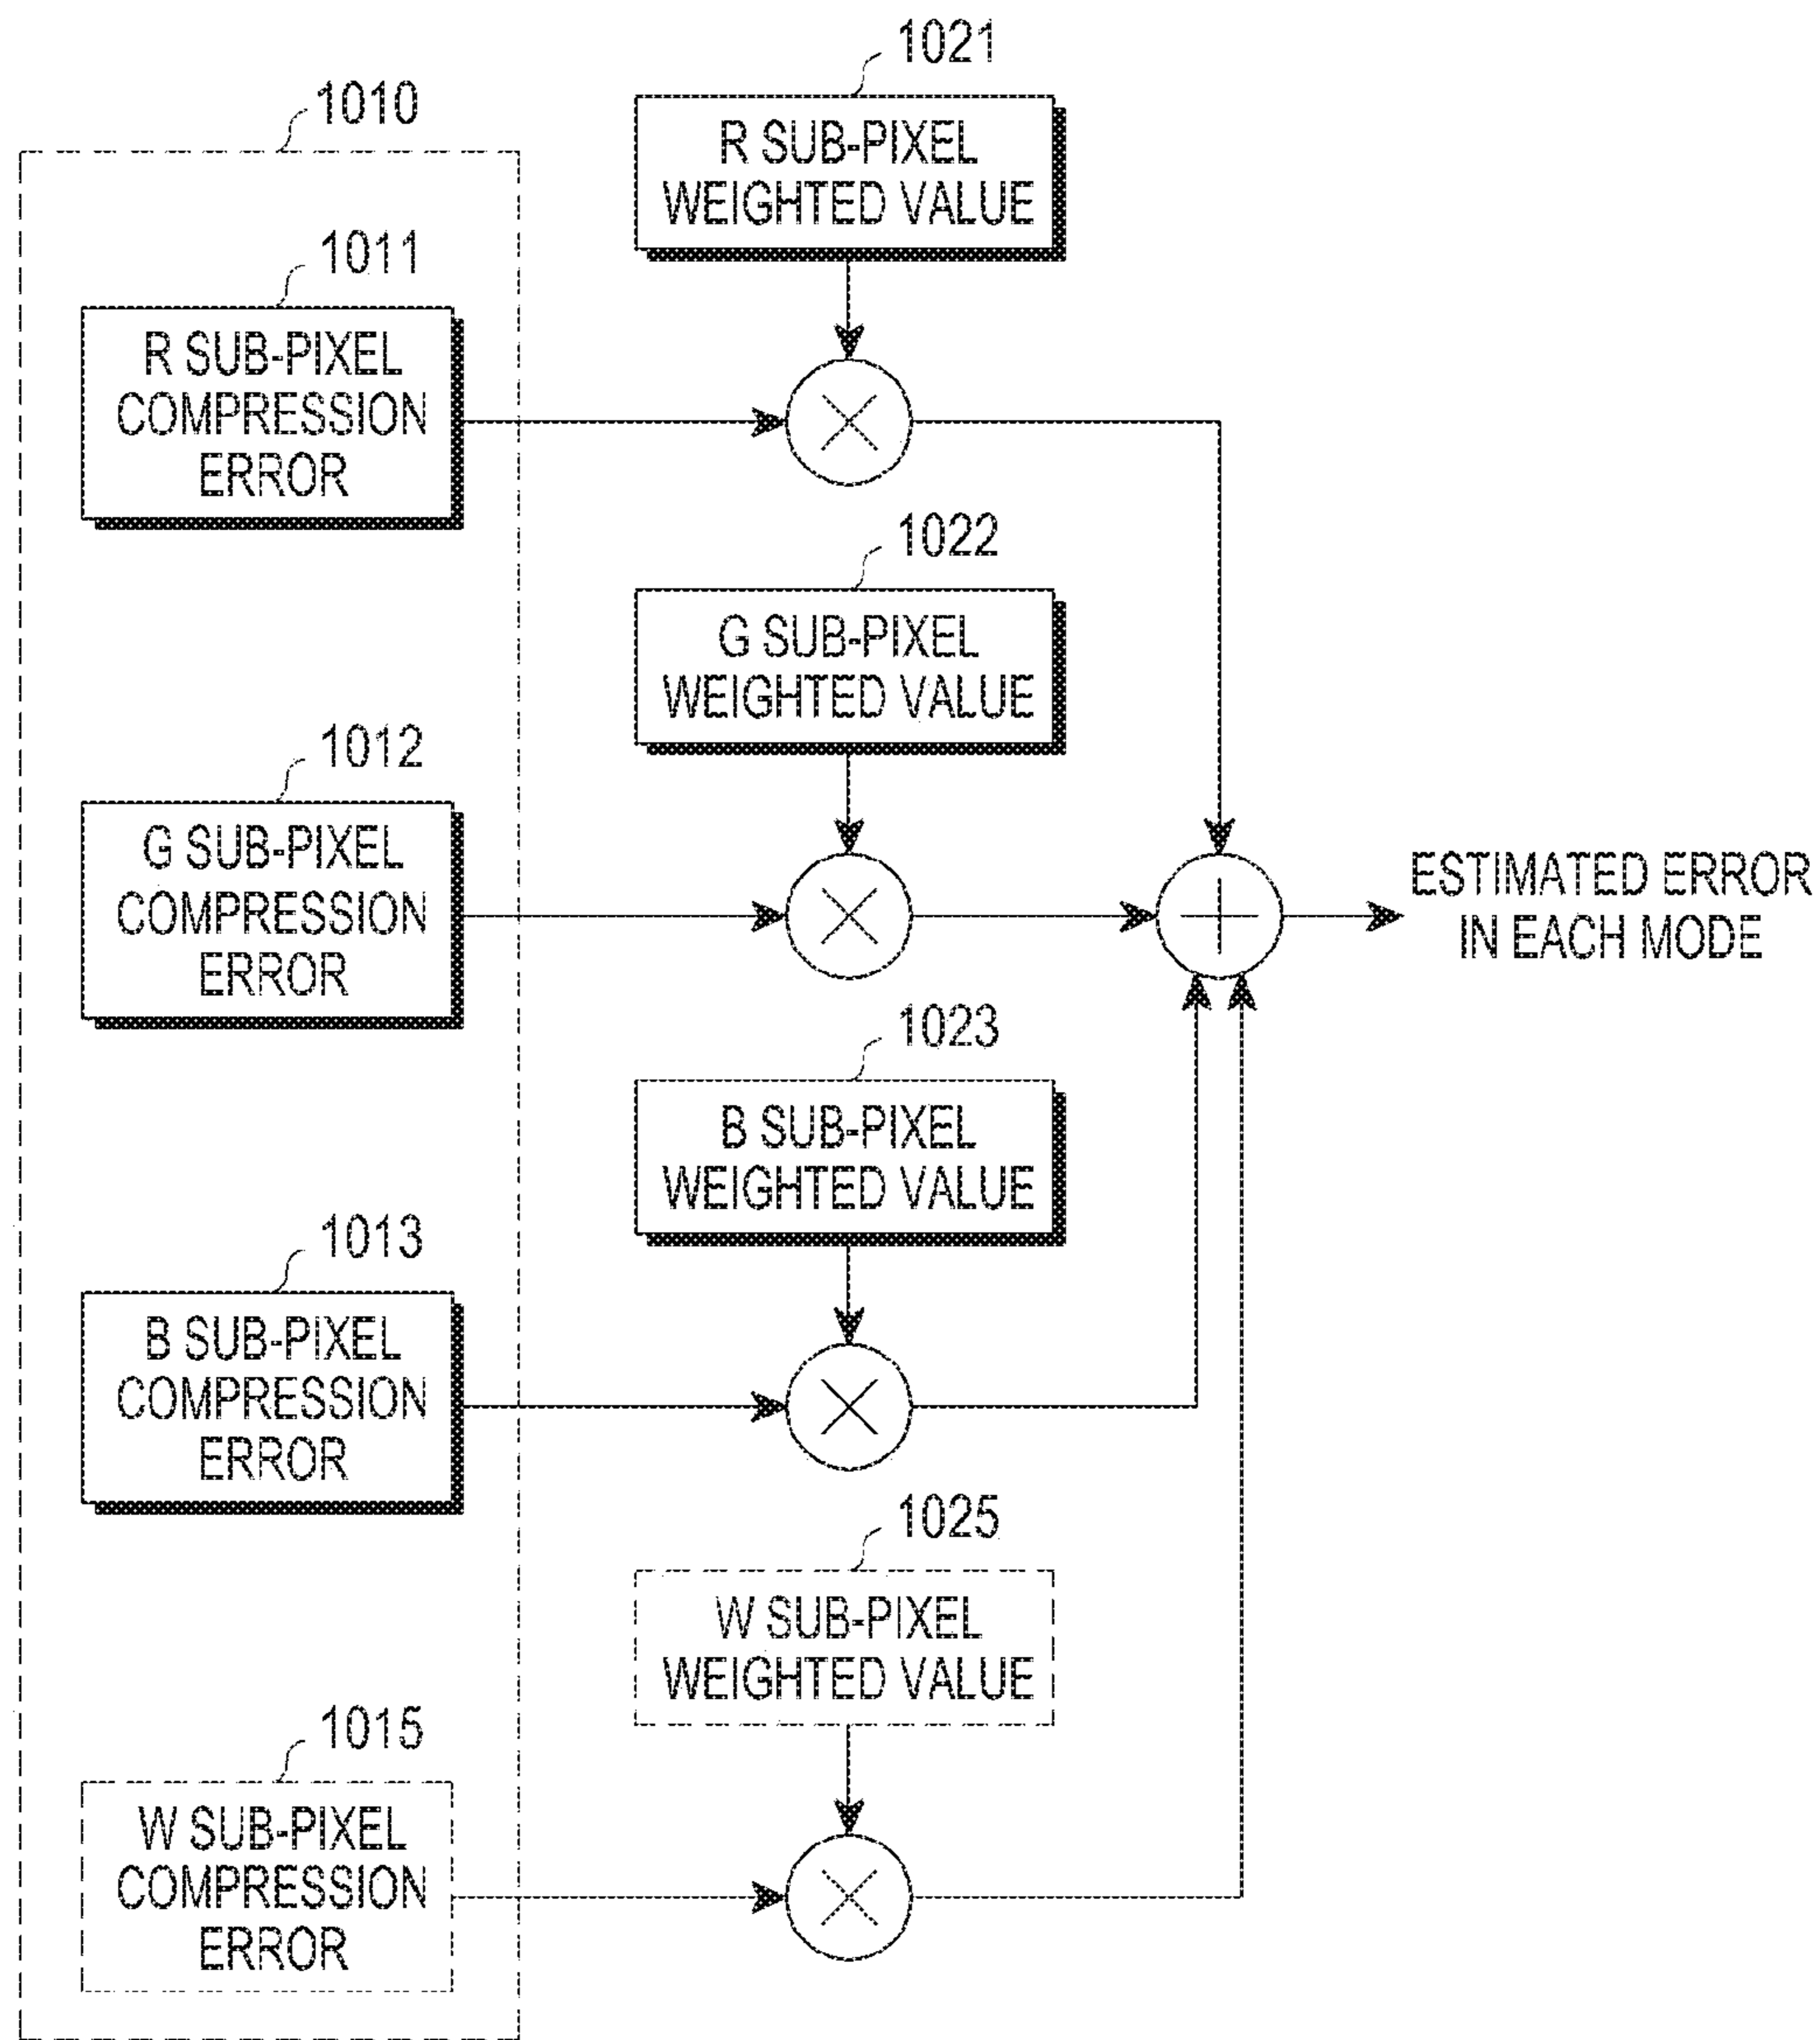 1021
R SUB-PIXEL
WEIGHTED VALUE
1010
1011
R SUB-PIXEL
COMPRESSION
ERROR
1022
G SUB-PIXEL
WEIGHTED VALUE
1012
G SUB-PIXEL
COMPRESSION
ERROR
ESTIMATED ERROR
IN EACH MODE
1023
B SUB-PIXEL
WEIGHTED VALUE
1013
B SUB-PIXEL
COMPRESSION
ERROR
1025
W SUB-PIXEL
WEIGHTED VALUE
1015
W SUB-PIXEL
COMPRESSION
ERROR